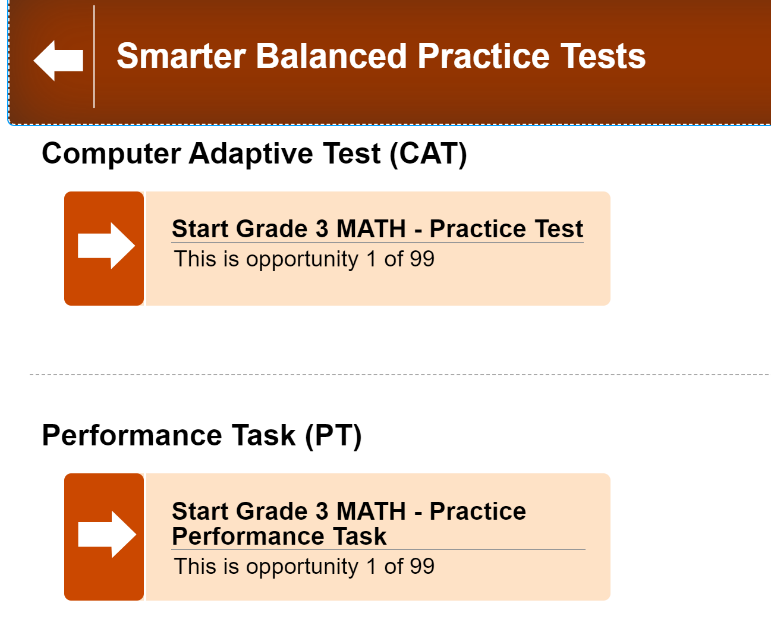 Smarter Balanced Practice Tests
Computer Adaptive Test (CAT)
Start Grade 3 MATH - Practice Test
This is opportunity 1 of 99
Performance Task (PT)
Start Grade 3 MATH - Practice
Performance Task
This is opportunity 1 of 99